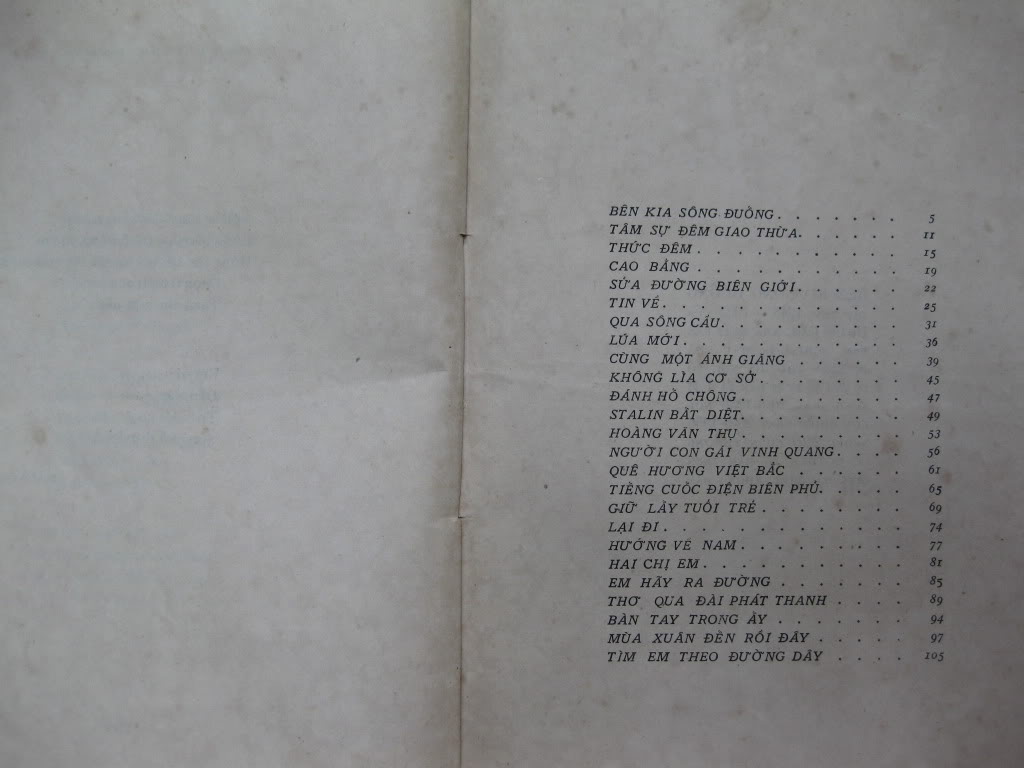 BÊN KIA SÔNG ĐUỐNG. . . . . . . 5
TÂM SỰ ĐÊM GIAO THỪA. . . . . . 11
THỨC ĐÊM . . . . . . . . . . . 15
CAO BẰNG . . . . . . . . . . . 19
SỬA ĐƯỜNG BIÊN GIỚI. . . . . . 22
TIN VỀ. . . . . . . . . . . . . 25
QUA SÔNG CẦU. . . . . . . . . . 31
LÚA MỚI. . . . . . . . . . . . 36
CÙNG MỘT ÁNH GIĂNG . . . . . . 39
KHÔNG LÌA CƠ SỞ. . . . . . . . 45
ĐÁNH HÒ CHÔNG. . . . . . . . . 47
STALIN BẤT DIỆT. . . . . . . . . 49
HOÀNG VĂN THỤ. . . . . . . . . 53
NGƯỜI CON GÁI VINH QUANG. . . . 56
QUÊ HƯƠNG VIỆT BẮC . . . . . . 61
TIẾNG CUỐC ĐIỆN BIÊN PHỦ. . . . . 65
GIỮ LẤY TUỔI TRẺ . . . . . . . . 69
LẠI ĐI . . . . . . . . . . . . . 74
HƯỚNG VỀ NAM. . . . . . . . . . 77
HAI CHỊ EM. . . . . . . . . . . 81
EM HÃY RA ĐƯỜNG . . . . . . . 85
THƠ QUA ĐÀI PHÁT THANH . . . . 89
BÀN TAY TRONG ẤY . . . . . . . 94
MÙA XUÂN ĐẾN RỒI ĐẤY . . . . . 97
TÌM EM THEO ĐƯỜNG DÂY . . . . 105